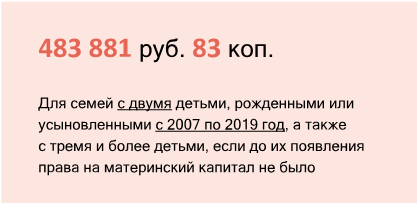 483 881 руб. 83 коп.
Для семей с двумя детьми, рожденными или
усыновленными с 2007 по 2019 год, а также
с тремя и более детьми, если до их появления
права на материнский капитал не было